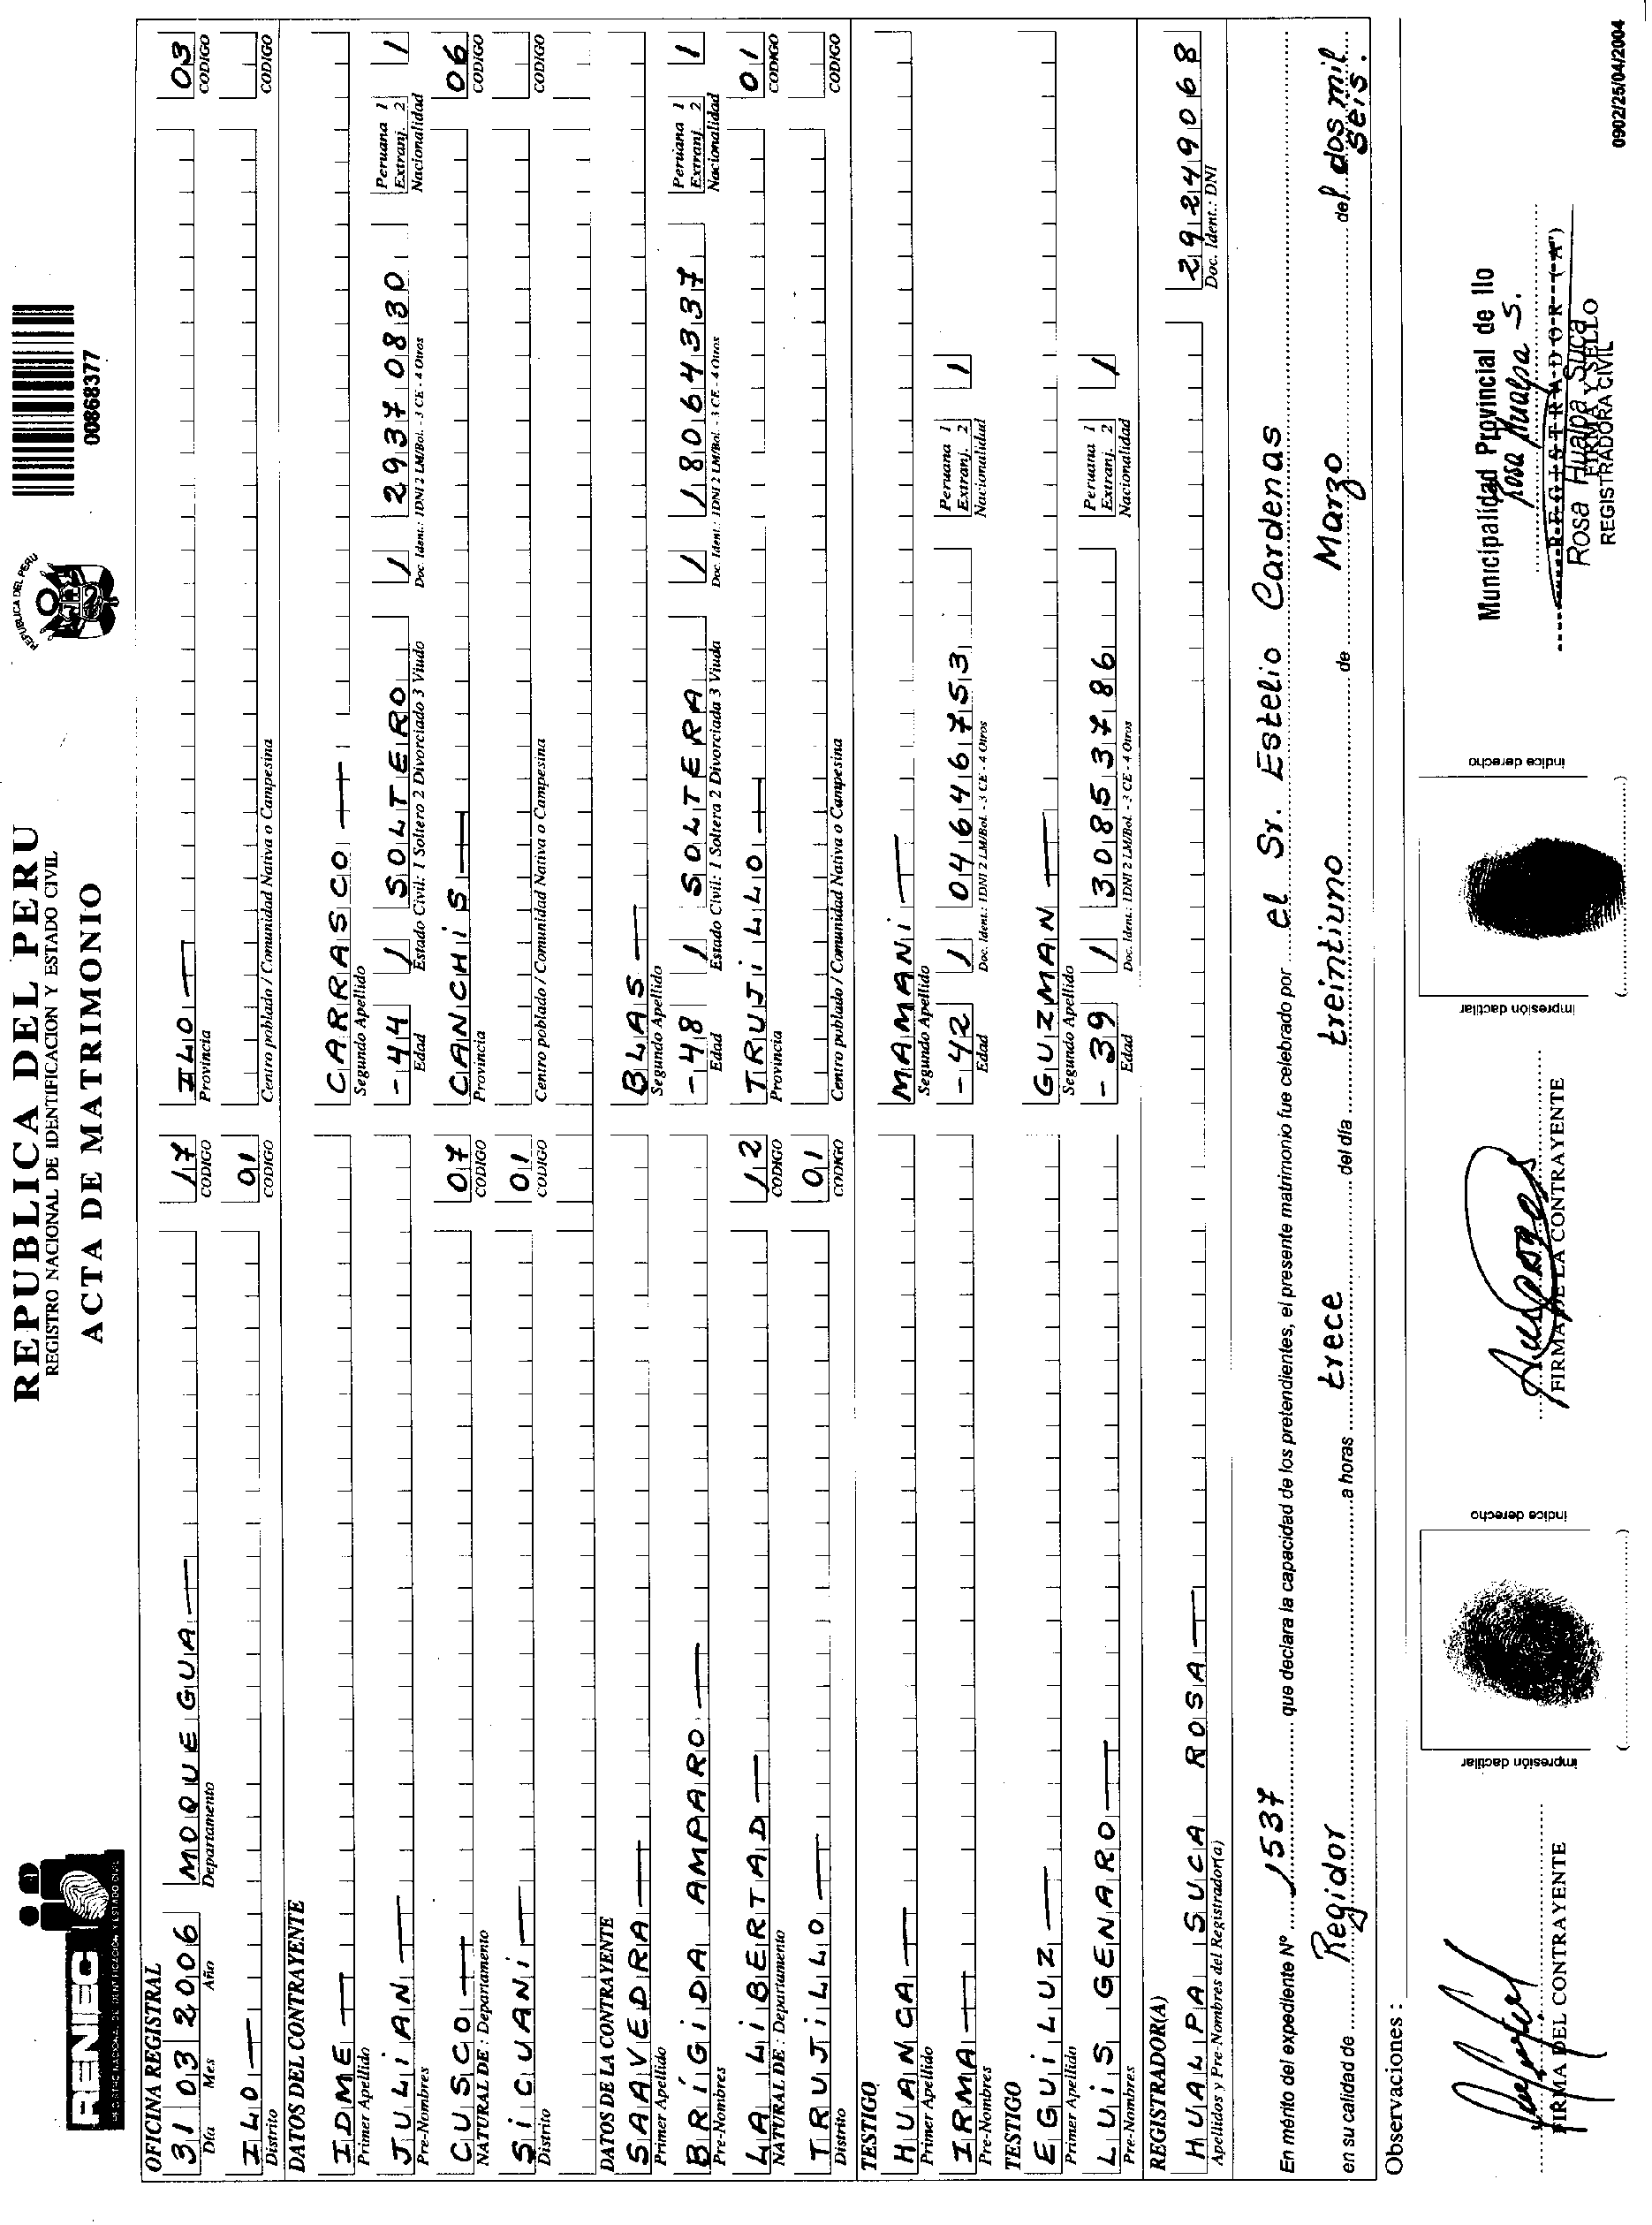 RENIEC
REGISTRO NACIONAL DE IDENTIFICACION Y ESTADO CIVIL
REPUBLICA DEL PERU
REGISTRO NACIONAL DE IDENTIFICACION Y ESTADO CIVIL
ACTA DE MATRIMONIO
REPUBLICA DEL PERU
00868377
OFICINA REGISTRAL
31 03 2006 MOQUEGUA 17 ILO 03
Día Mes Año Departamento CODIGO Provincia CODIGO
ILO 01
Distrito CODIGO Centro poblado / Comunidad Nativa o Campesina CODIGO
DATOS DEL CONTRAYENTE
IDME CARRASCO
Primer Apellido Segundo Apellido
JULIAN -44 1 SOLTERO 1 29370830 Peruana 1 Extranj. 2 1
Pre-Nombres Edad Estado Civil: 1 Soltero 2 Divorciado 3 Viudo Doc. Ident.: 1DNI 2 LM/Bol. - 3 CE - 4 Otros Nacionalidad
CUSCO 07 CANCHiS 06
NATURAL DE : Departamento CODIGO Provincia CODIGO
SiCUANi 01
Distrito CODIGO Centro poblado / Comunidad Nativa o Campesina CODIGO
DATOS DE LA CONTRAYENTE
SAAVEDRA BLAS
Primer Apellido Segundo Apellido
BRÍGiDA AMPARO -48 1 SOLTERA 1 18064337 Peruana 1 Extranj. 2 1
Pre-Nombres Edad Estado Civil: 1 Soltera 2 Divorciada 3 Viuda Doc. Ident.: 1DNI 2 LM/Bol. - 3 CE - 4 Otros Nacionalidad
LA LiBERTAD 12 TRUJiLLO 01
NATURAL DE : Departamento CODIGO Provincia CODIGO
TRUJiLLO 01
Distrito CODIGO Centro poblado / Comunidad Nativa o Campesina CODIGO
TESTIGO
HUANCA MAMANi
Primer Apellido Segundo Apellido
IRMA -42 1 04646753 Peruana 1 Extranj. 2 1
Pre-Nombres Edad Doc. Ident.: 1DNI 2 LM/Bol. - 3 CE - 4 Otros Nacionalidad
TESTIGO
EGUiLUZ GUZMAN
Primer Apellido Segundo Apellido
LUiS GENARO -39 1 30853786 Peruana 1 Extranj. 2 1
Pre-Nombres Edad Doc. Ident.: 1DNI 2 LM/Bol. - 3 CE - 4 Otros Nacionalidad
REGISTRADOR(A)
HUALPA SUCA ROSA 29249068
Apellidos y Pre-Nombres del Registrador(a) Doc. Ident.: DNI
En mérito del expediente Nº 1537 que declara la capacidad de los pretendientes, el presente matrimonio fue celebrado por el Sr. Estelio Cardenas
en su calidad de Regidor a horas trece del día treintiuno de Marzo del dos mil seis.
Observaciones :
impresión dactilar índice derecho impresión dactilar índice derecho
Municipalidad Provincial de Ilo
Rosa Hualpa S.
REGISTRADOR (A)
Rosa Hualpa Suca
FIRMA Y SELLO
REGISTRADORA CIVIL
FIRMA DEL CONTRAYENTE FIRMA DE LA CONTRAYENTE
0902/25/04/2004